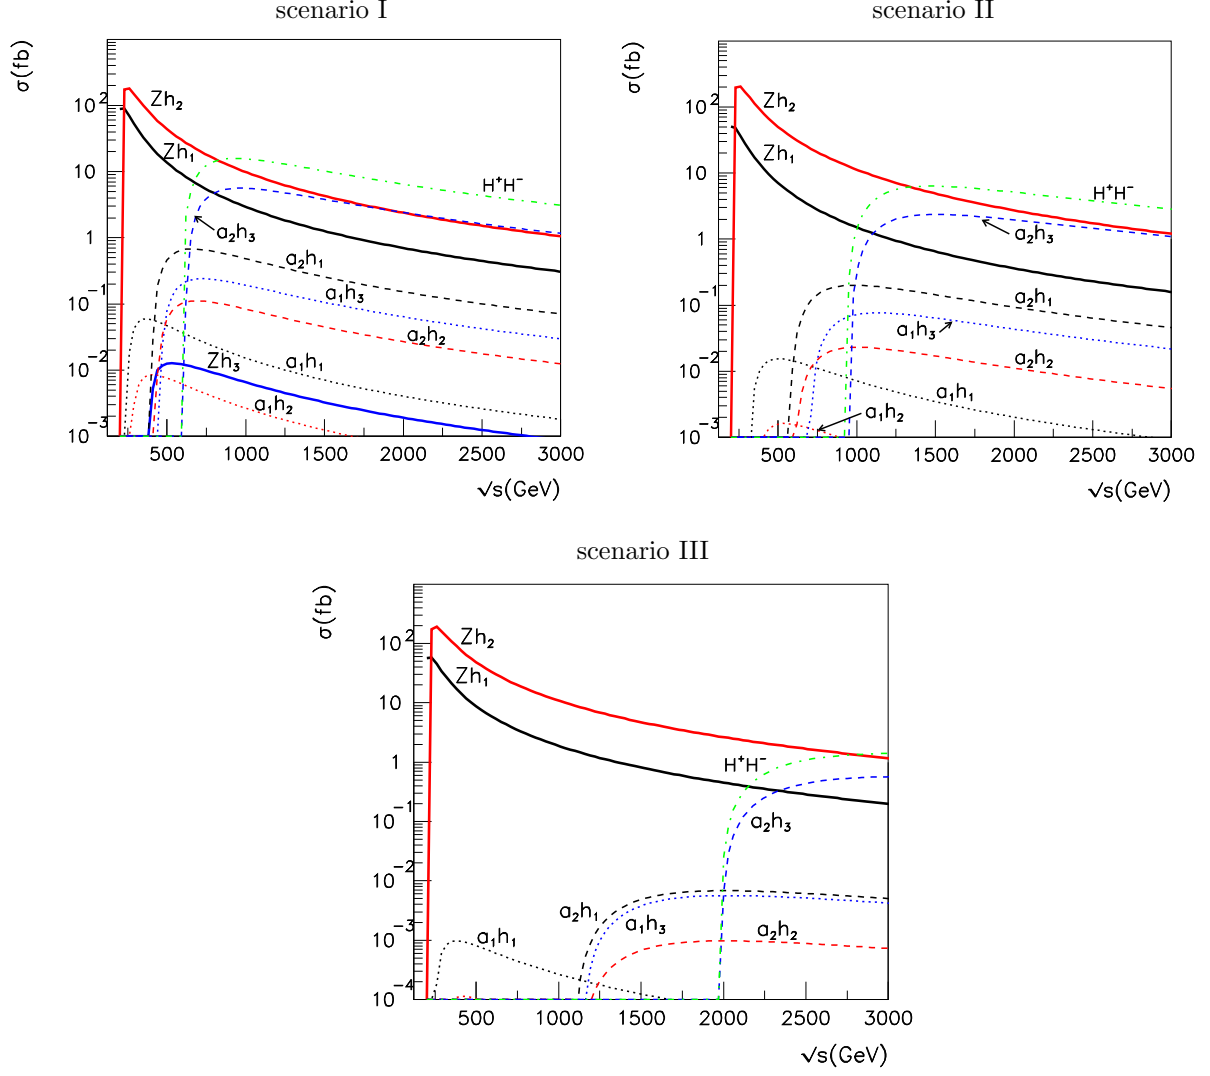 scenario I
σ(fb)
10²
10
1
10⁻¹
10⁻²
10⁻³
Zh₂
Zh₁
H⁺H⁻
a₂h₃
a₂h₁
a₁h₃
a₂h₂
Zh₃
a₁h₁
a₁h₂
500 1000 1500 2000 2500 3000
√s(GeV)
scenario II
σ(fb)
10²
10
1
10⁻¹
10⁻²
10⁻³
Zh₂
Zh₁
H⁺H⁻
a₂h₃
a₂h₁
a₁h₃
a₂h₂
a₁h₁
a₁h₂
500 1000 1500 2000 2500 3000
√s(GeV)
scenario III
σ(fb)
10²
10
1
10⁻¹
10⁻²
10⁻³
10⁻⁴
Zh₂
Zh₁
H⁺H⁻
a₂h₃
a₂h₁
a₁h₃
a₂h₂
a₁h₁
500 1000 1500 2000 2500 3000
√s(GeV)